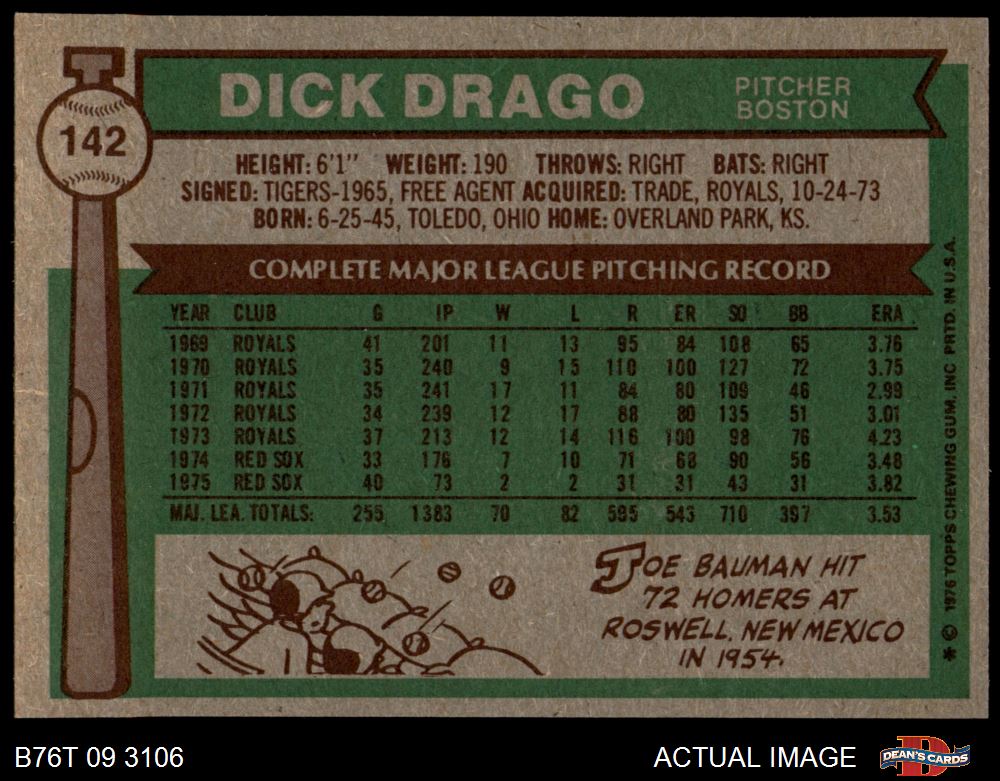 142
DICK DRAGO
PITCHER
BOSTON
HEIGHT: 6'1" WEIGHT: 190 THROWS: RIGHT BATS: RIGHT
SIGNED: TIGERS-1965, FREE AGENT ACQUIRED: TRADE, ROYALS, 10-24-73
BORN: 6-25-45, TOLEDO, OHIO HOME: OVERLAND PARK, KS.
COMPLETE MAJOR LEAGUE PITCHING RECORD
YEAR CLUB G IP W L R ER SO BB ERA
1969 ROYALS 41 201 11 13 95 84 108 65 3.76
1970 ROYALS 35 240 9 15 110 100 127 72 3.75
1971 ROYALS 35 241 17 11 84 80 109 46 2.99
1972 ROYALS 34 239 12 17 88 80 135 51 3.01
1973 ROYALS 37 213 12 14 116 100 98 76 4.23
1974 RED SOX 33 176 7 10 71 68 90 56 3.48
1975 RED SOX 40 73 2 2 31 31 43 31 3.82
MAJ. LEA. TOTALS: 255 1383 70 82 595 543 710 397 3.53
JOE BAUMAN HIT
72 HOMERS AT
ROSWELL, NEW MEXICO
IN 1954.
* © 1976 TOPPS CHEWING GUM, INC PRTD. IN U.S.A.
B76T 09 3106
ACTUAL IMAGE
DEAN'S CARDS